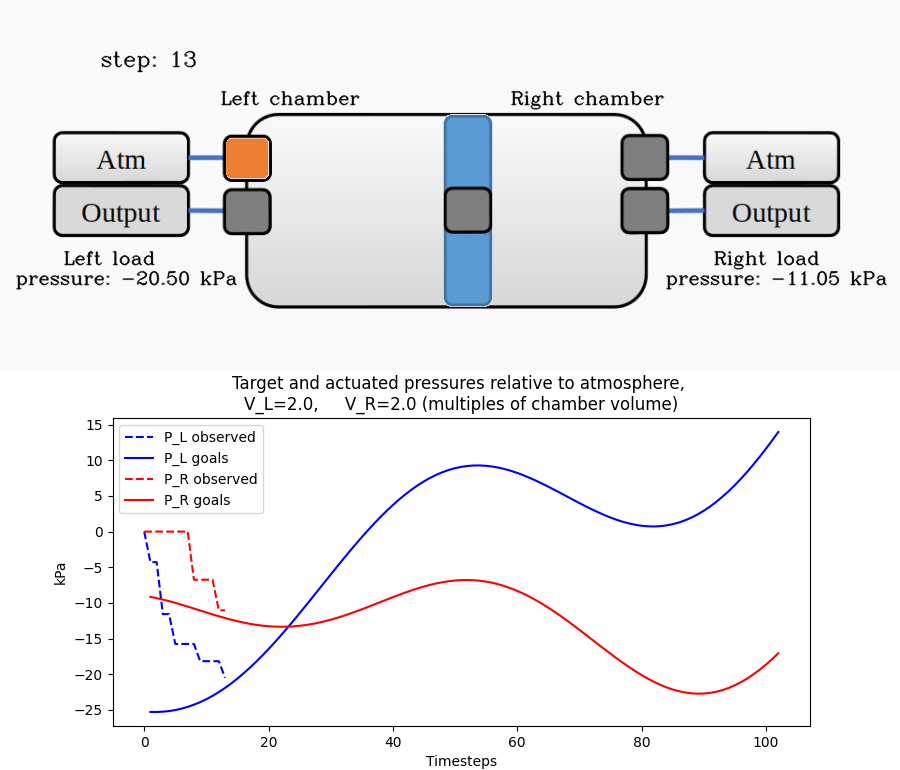 step: 13
Left chamber
Right chamber
Atm
Atm
Output
Output
Left load
pressure: −20.50 kPa
Right load
pressure: −11.05 kPa
Target and actuated pressures relative to atmosphere,
V_L=2.0, V_R=2.0 (multiples of chamber volume)
P_L observed
P_L goals
P_R observed
P_R goals
15
10
5
0
−5
−10
−15
−20
−25
kPa
0
20
40
60
80
100
Timesteps